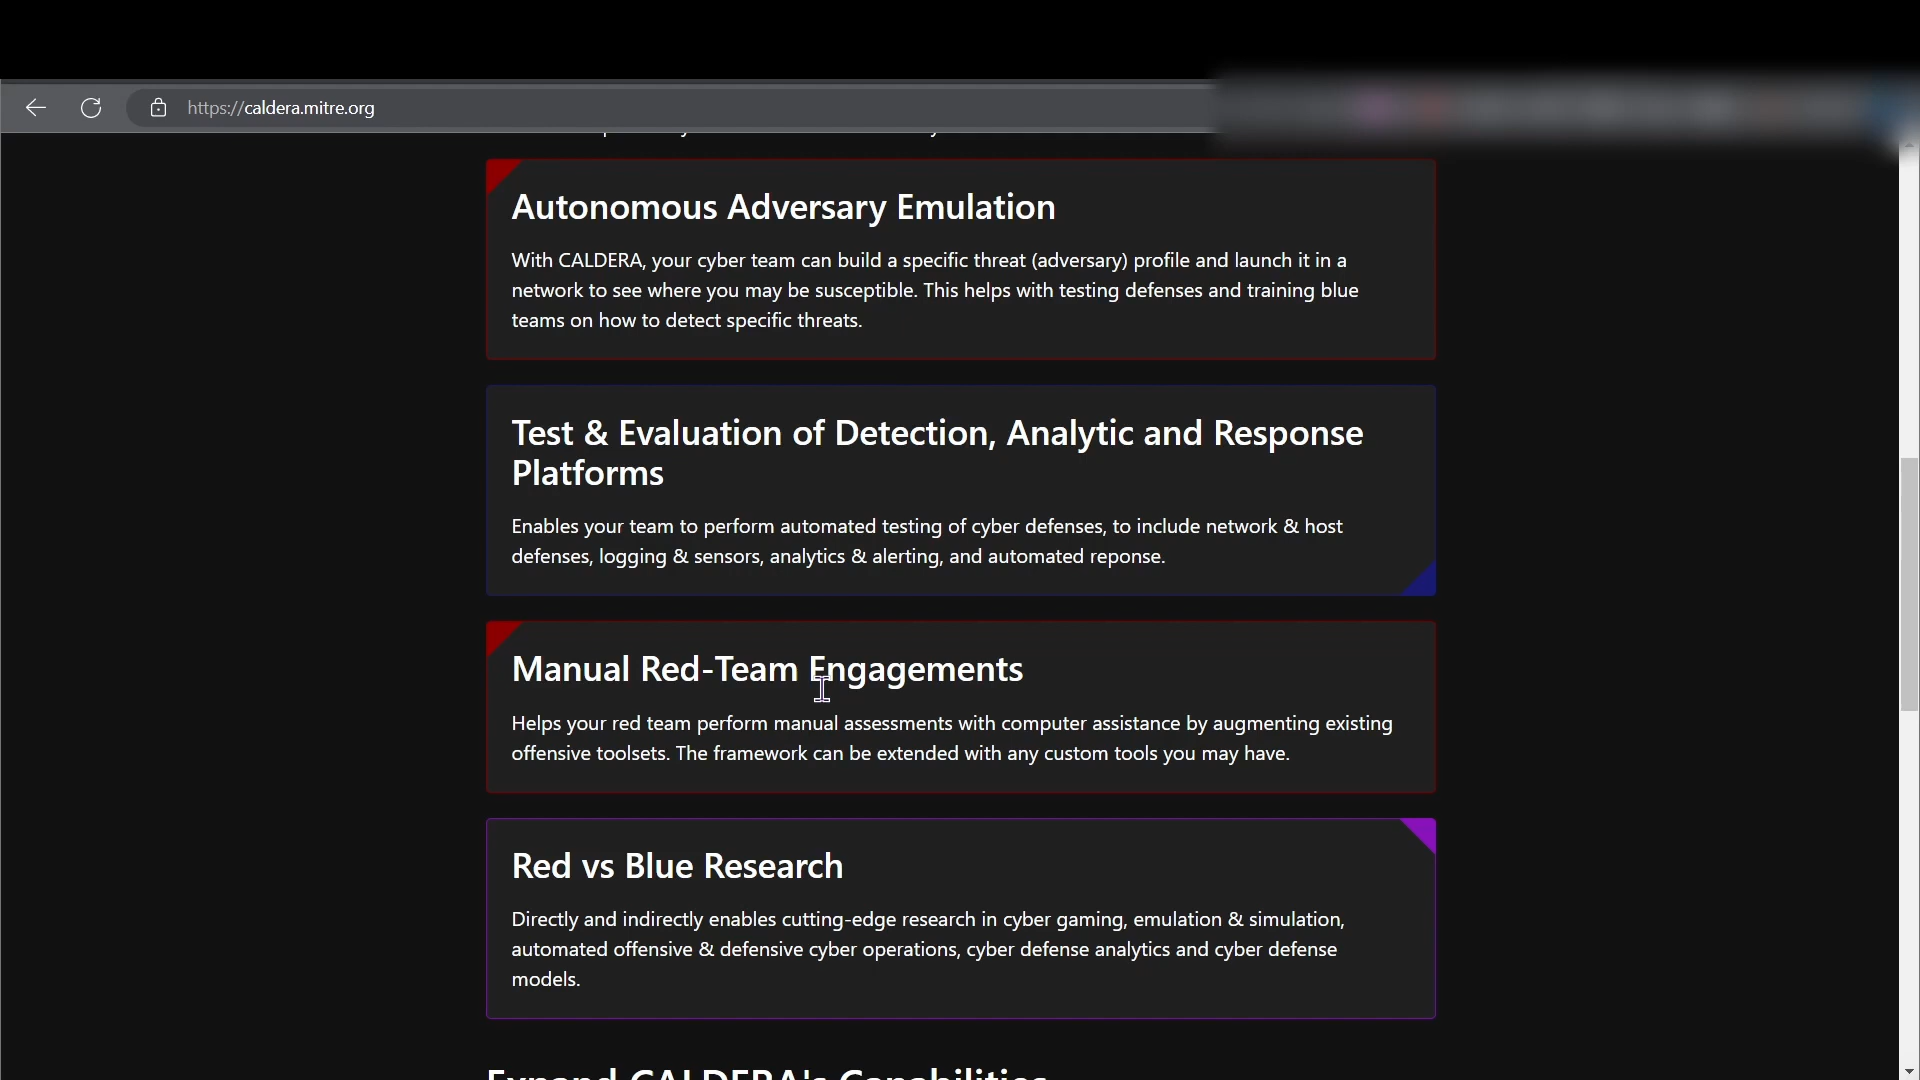 https://caldera.mitre.org
Autonomous Adversary Emulation
With CALDERA, your cyber team can build a specific threat (adversary) profile and launch it in a
network to see where you may be susceptible. This helps with testing defenses and training blue
teams on how to detect specific threats.
Test & Evaluation of Detection, Analytic and Response
Platforms
Enables your team to perform automated testing of cyber defenses, to include network & host
defenses, logging & sensors, analytics & alerting, and automated reponse.
Manual Red-Team Engagements
Helps your red team perform manual assessments with computer assistance by augmenting existing
offensive toolsets. The framework can be extended with any custom tools you may have.
Red vs Blue Research
Directly and indirectly enables cutting-edge research in cyber gaming, emulation & simulation,
automated offensive & defensive cyber operations, cyber defense analytics and cyber defense
models.
Expand CALDERA's Capabilities